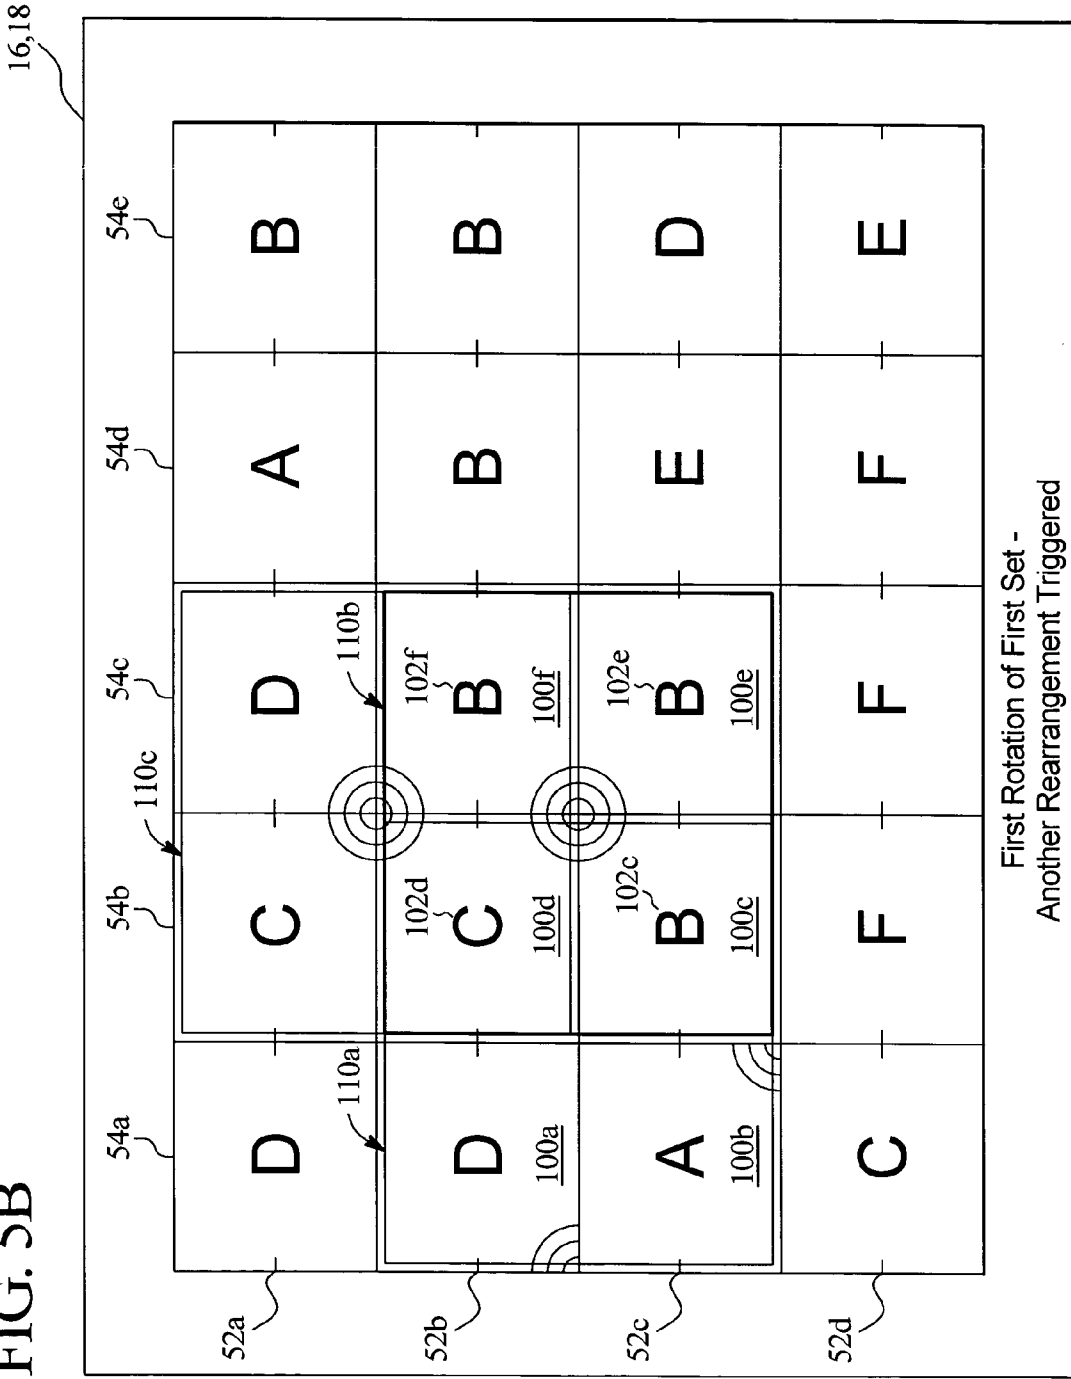 FIG. 5B 16,18
54a 54b 54c 54d 54e
110c
52a D C D A B
110a 110b
102d 102f
52b D C B B B
100a 100d 100f
102c 102e
52c A B B E D
100b 100c 100e
52d C F F F E
First Rotation of First Set -
Another Rearrangement Triggered